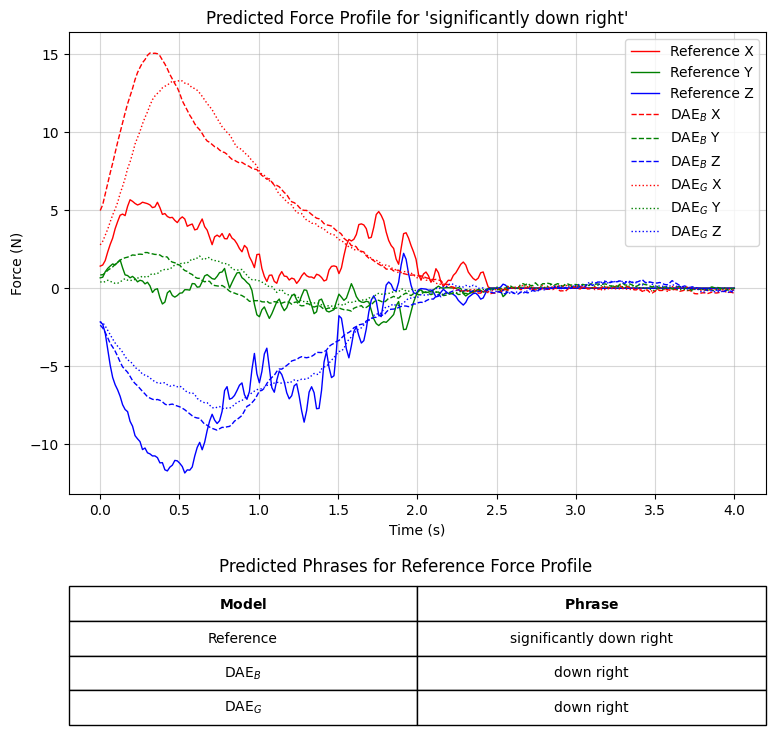 Predicted Force Profile for 'significantly down right'
Force (N)
15
10
5
0
−5
−10
Reference X
Reference Y
Reference Z
DAE_B X
DAE_B Y
DAE_B Z
DAE_G X
DAE_G Y
DAE_G Z
0.0 0.5 1.0 1.5 2.0 2.5 3.0 3.5 4.0
Time (s)
Predicted Phrases for Reference Force Profile
Model Phrase
Reference significantly down right
DAE_B down right
DAE_G down right